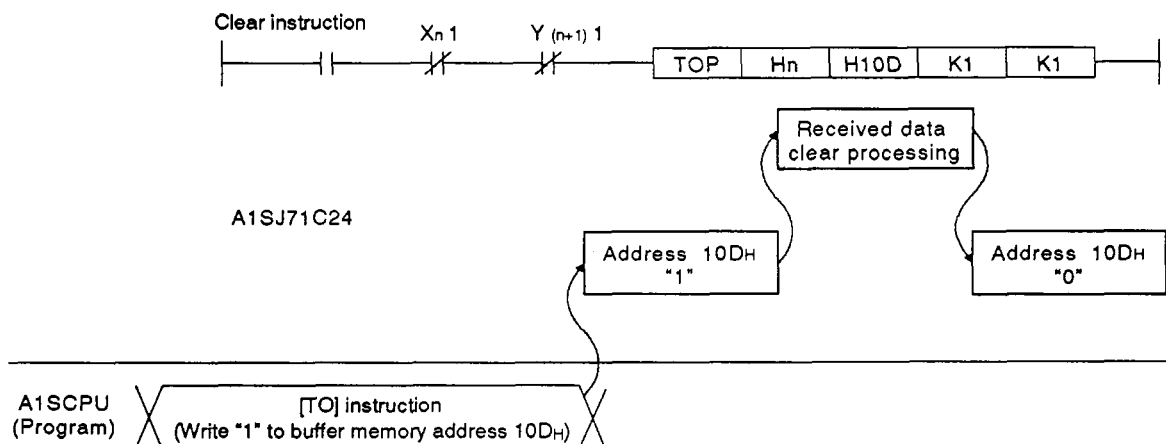 Clear instruction
Xn 1
Y (n+1) 1
TOP Hn H10D K1 K1
Received data
clear processing
A1SJ71C24
Address 10DH
"1"
Address 10DH
"0"
A1SCPU
(Program)
[TO] instruction
(Write "1" to buffer memory address 10DH)